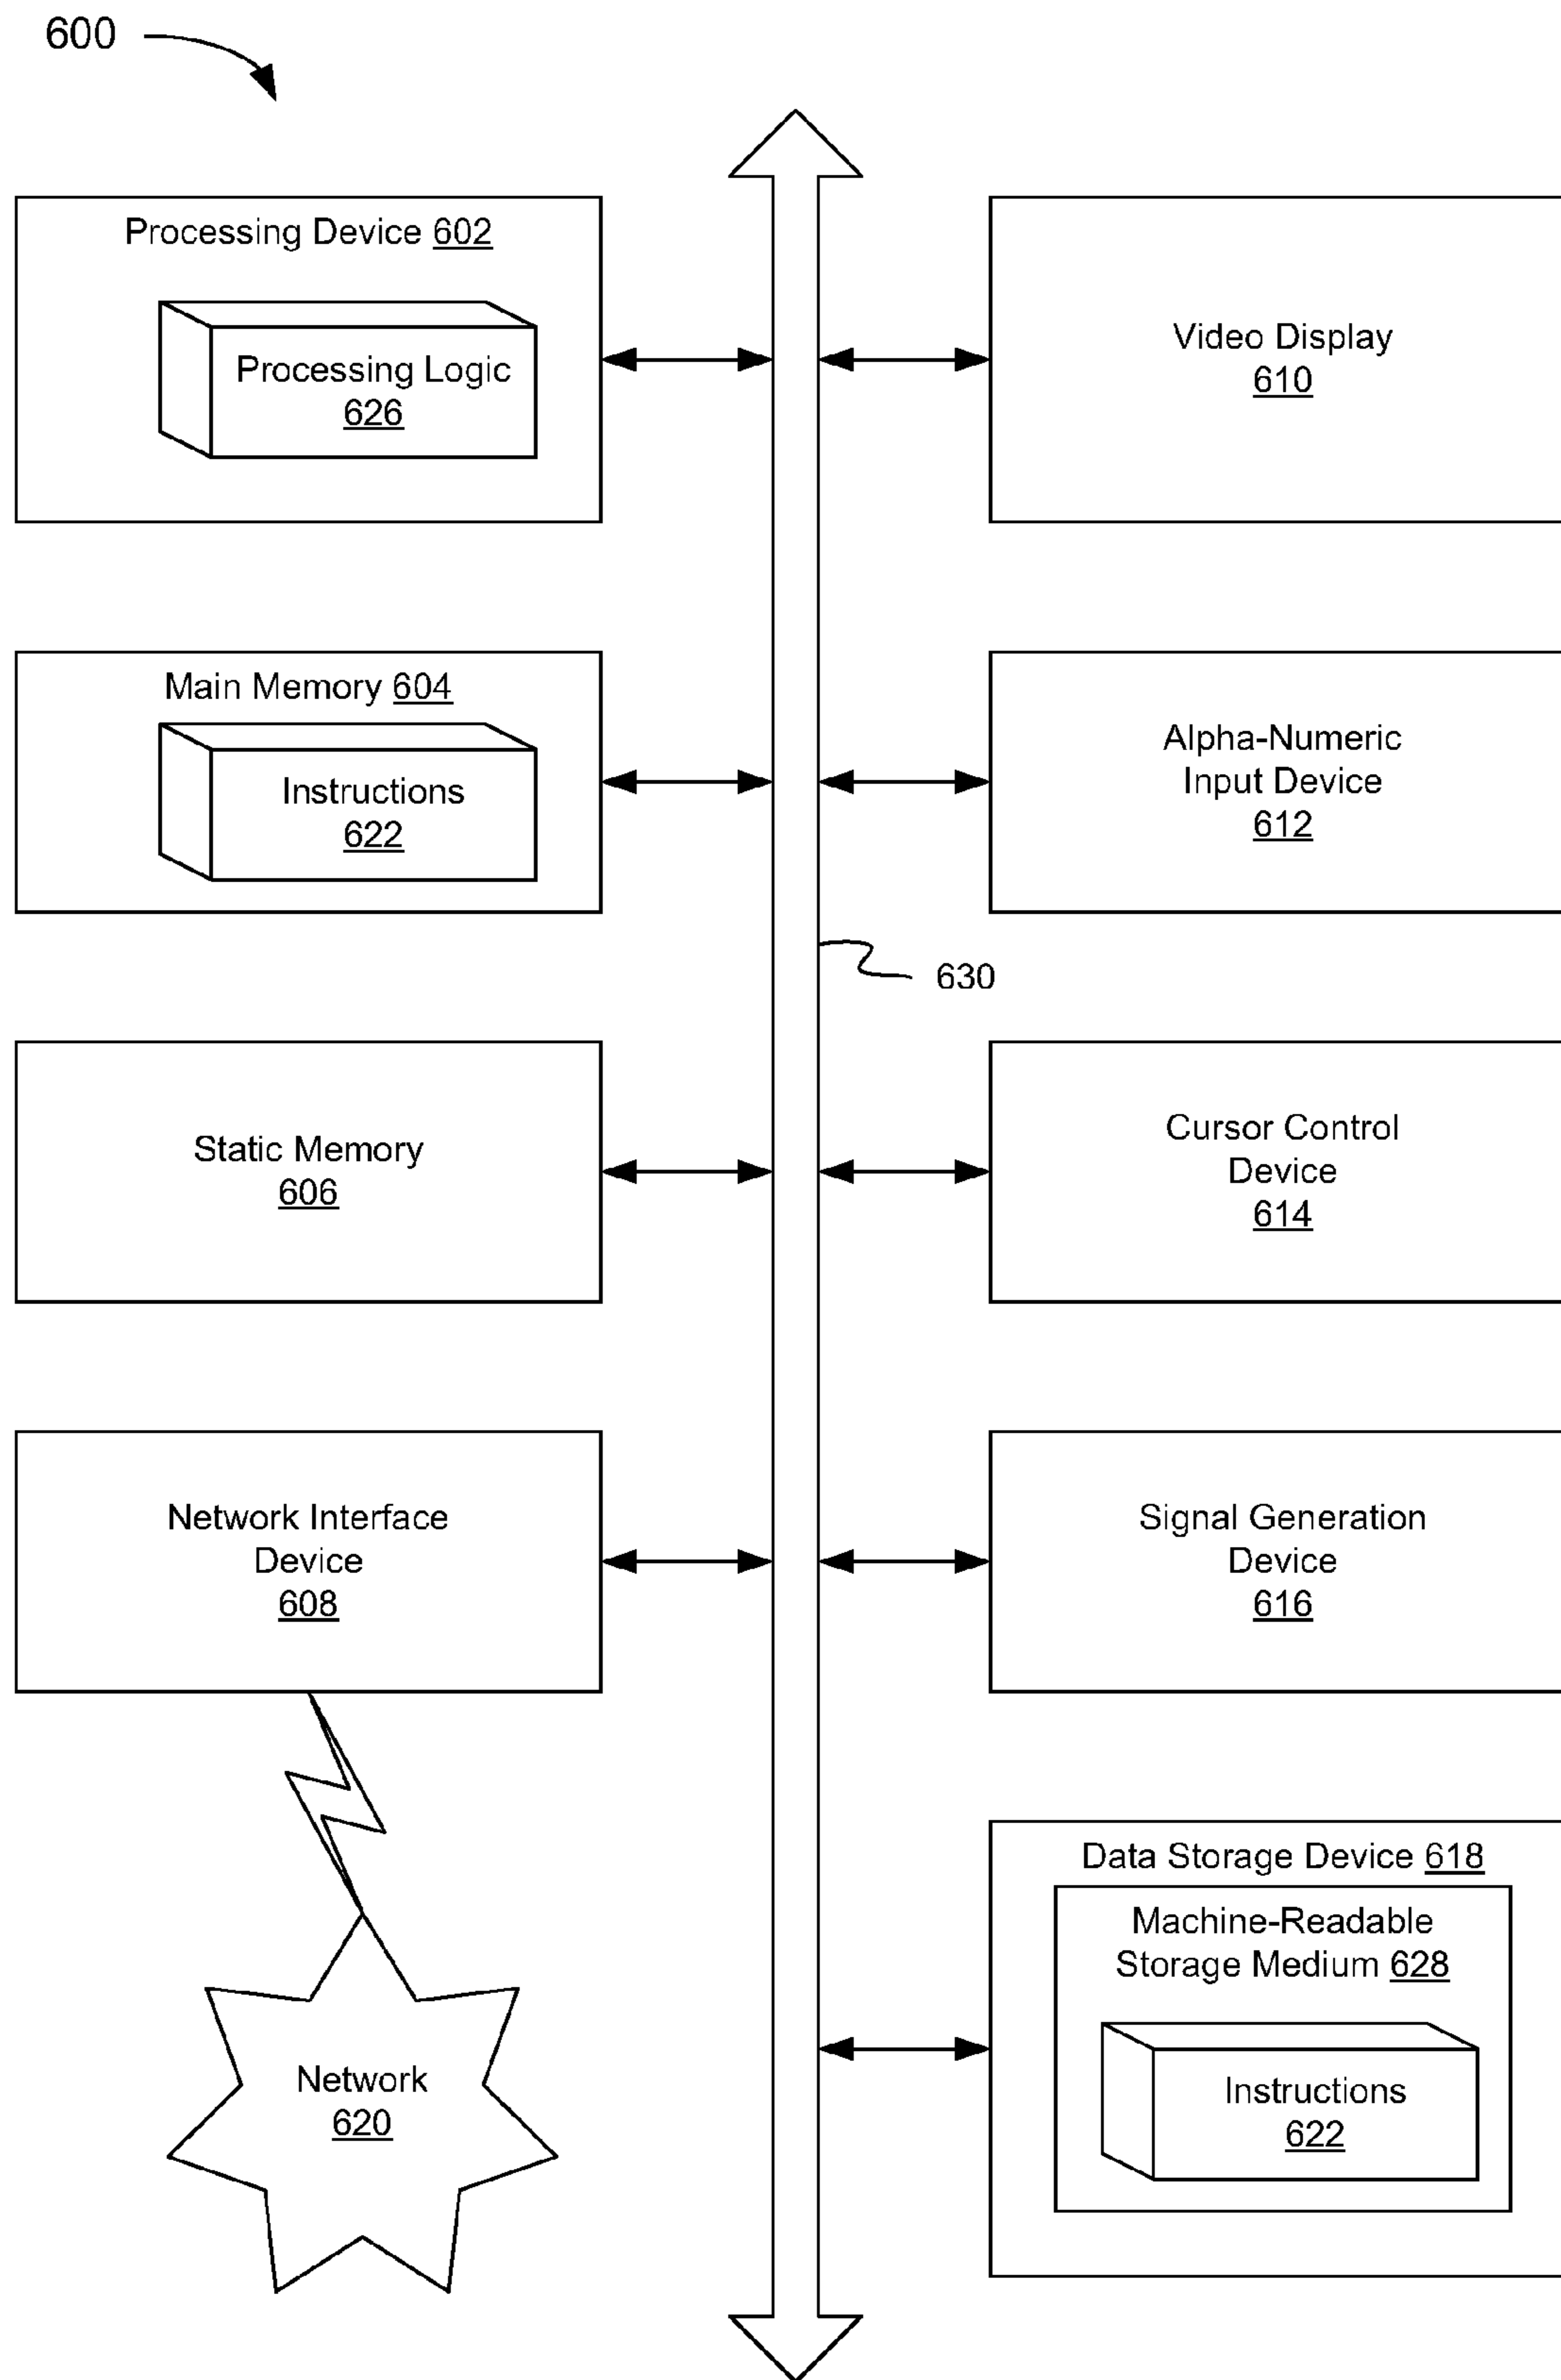 600
Processing Device 602
Processing Logic
626
Video Display
610
Main Memory 604
Instructions
622
Alpha-Numeric
Input Device
612
630
Static Memory
606
Cursor Control
Device
614
Network Interface
Device
608
Signal Generation
Device
616
Data Storage Device 618
Machine-Readable
Storage Medium 628
Instructions
622
Network
620